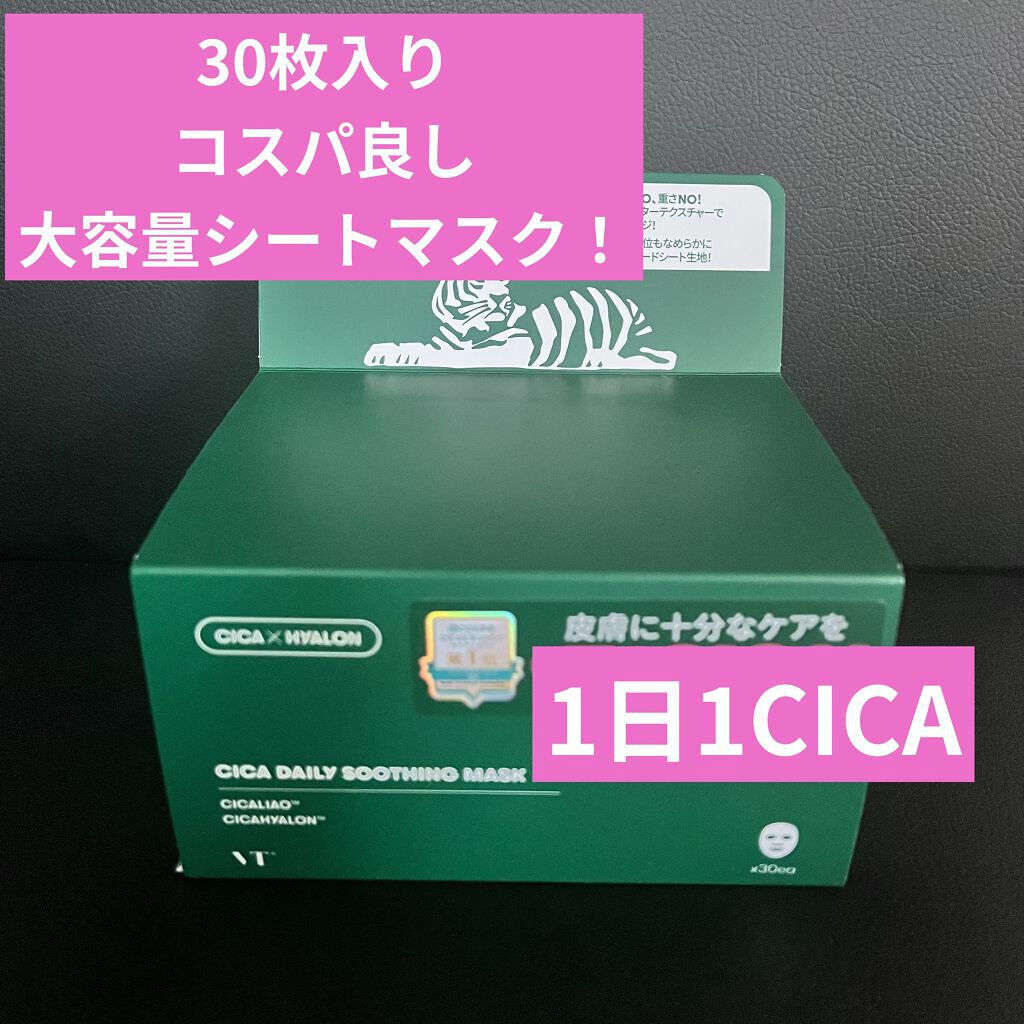 30枚入り
コスパ良し
大容量シートマスク！
O、重さNO!
ターテクスチャーで
ジ!
位もなめらかに
ードシート生地!
CICA × HYALON
皮膚に十分なケアを
1日1CICA
CICA DAILY SOOTHING MASK
CICALIAO™
CICAHYALON™
VT
x30ea